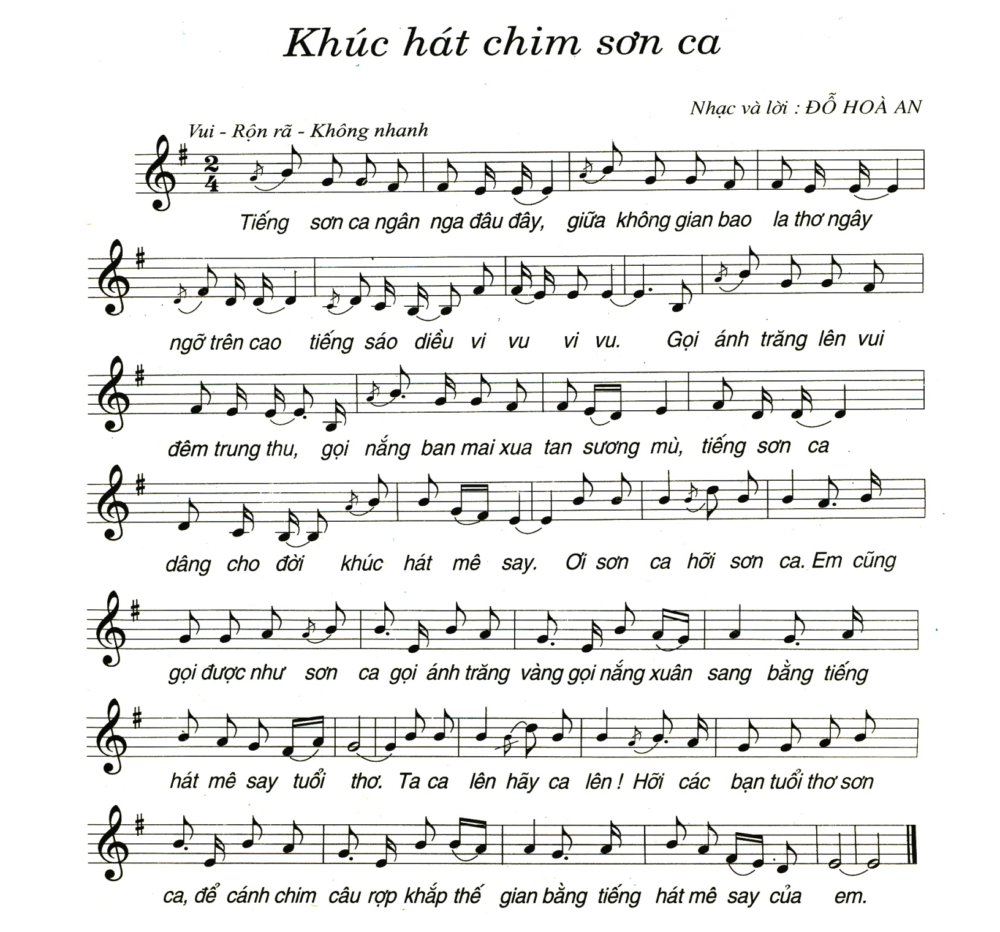 Khúc hát chim sơn ca
Nhạc và lời : ĐỖ HOÀ AN
Vui - Rộn rã - Không nhanh
2
4
Tiếng sơn ca ngân nga đâu đây, giữa không gian bao la thơ ngây
ngỡ trên cao tiếng sáo diều vi vu vi vu. Gọi ánh trăng lên vui
đêm trung thu, gọi nắng ban mai xua tan sương mù, tiếng sơn ca
dâng cho đời khúc hát mê say. Ơi sơn ca hỡi sơn ca. Em cũng
gọi được như sơn ca gọi ánh trăng vàng gọi nắng xuân sang bằng tiếng
hát mê say tuổi thơ. Ta ca lên hãy ca lên ! Hỡi các bạn tuổi thơ sơn
ca, để cánh chim câu rợp khắp thế gian bằng tiếng hát mê say của em.